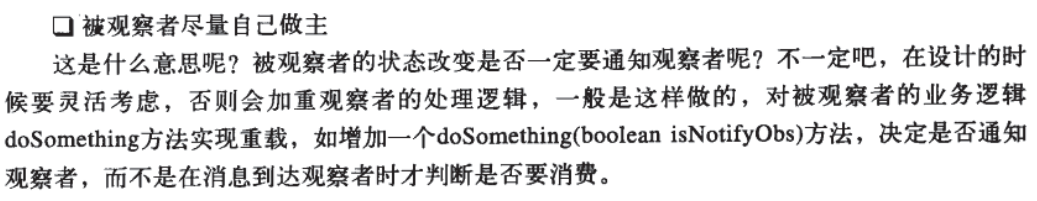 ❑ 被观察者尽量自己做主
这是什么意思呢？被观察者的状态改变是否一定要通知观察者呢？不一定吧，在设计的时
候要灵活考虑，否则会加重观察者的处理逻辑，一般是这样做的，对被观察者的业务逻辑
doSomething方法实现重载，如增加一个doSomething(boolean isNotifyObs)方法，决定是否通知
观察者，而不是在消息到达观察者时才判断是否要消费。